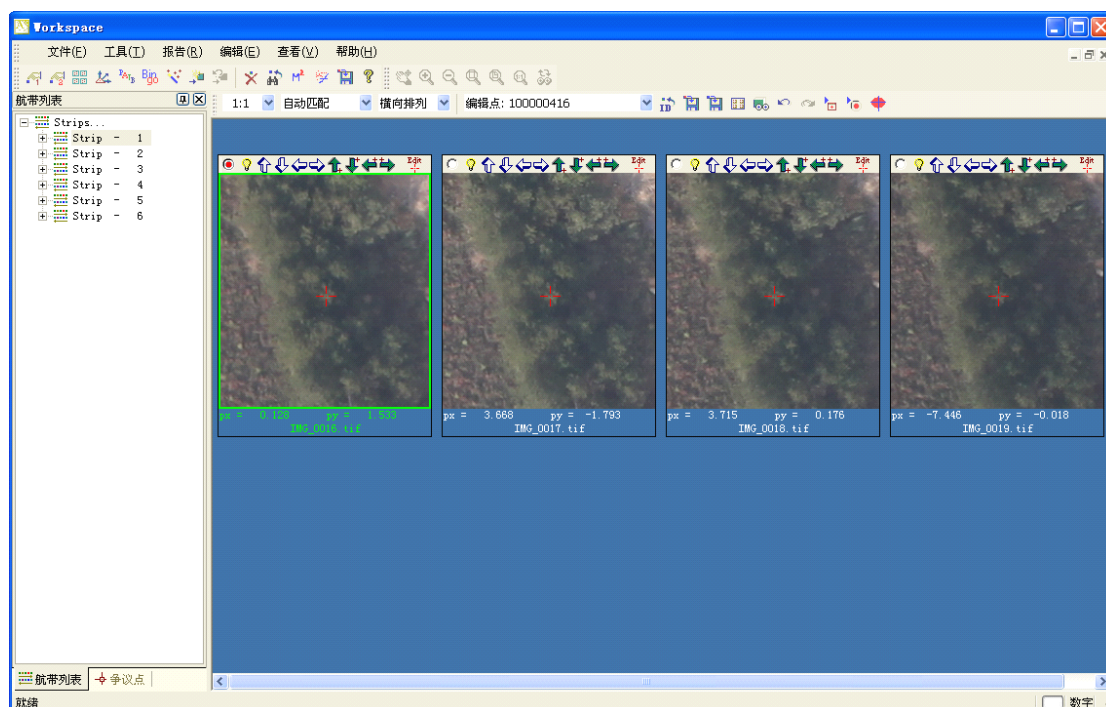 Workspace
文件(F) 工具(T) 报告(R) 编辑(E) 查看(V) 帮助(H)
航带列表
1:1 自动匹配 横向排列 编辑点: 100000416
Strips...
Strip - 1
Strip - 2
Strip - 3
Strip - 4
Strip - 5
Strip - 6
Edit Edit Edit Edit
px = 0.128 py = 1.533
IMG_0016.tif
px = 3.668 py = -1.793
IMG_0017.tif
px = 3.715 py = 0.176
IMG_0018.tif
px = -7.446 py = -0.018
IMG_0019.tif
航带列表 争议点
就绪 数字